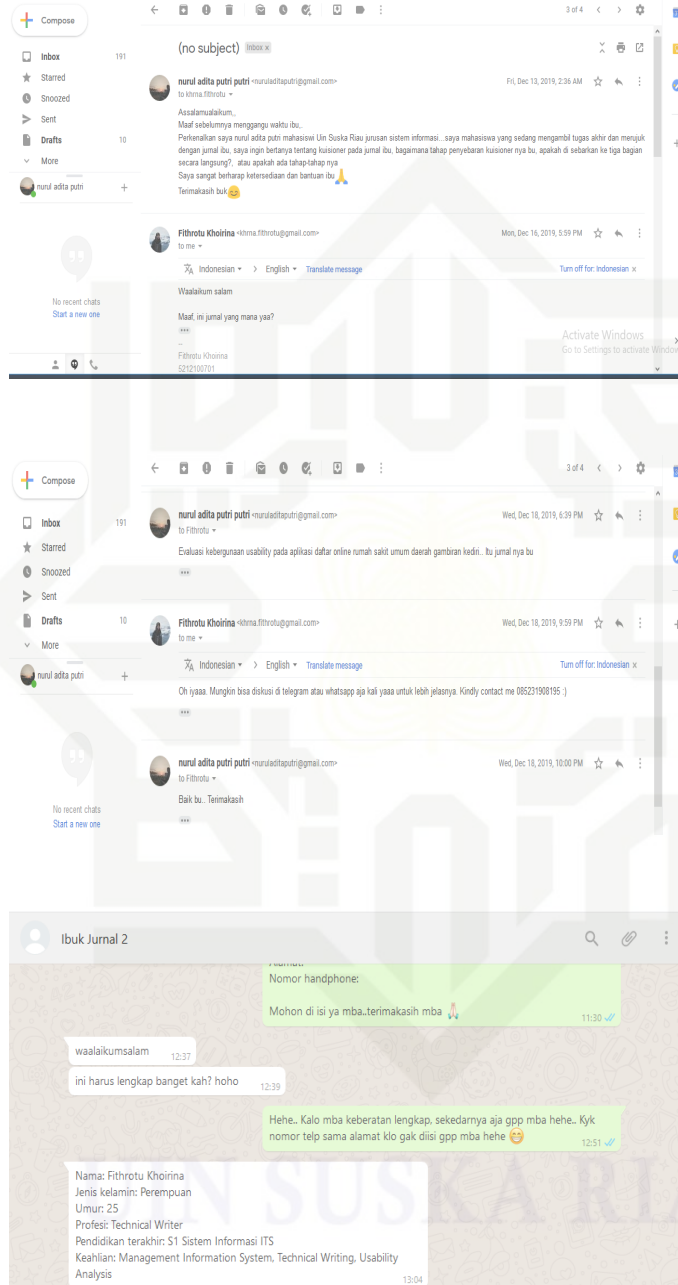 Compose
3 of 4
Inbox 191
Starred
Snoozed
Sent
Drafts 10
More
nurul adita putri +
No recent chats
Start a new one
(no subject) Inbox x
nurul adita putri putri <nuruladitaputri@gmail.com> Fri, Dec 13, 2019, 2:36 AM
to khrna.fithrotu
Assalamualaikum,,
Maaf sebelumnya menggangu waktu ibu,.
Perkenalkan saya nurul adita putri mahasiswi Uin Suska Riau jurusan sistem informasi...saya mahasiswa yang sedang mengambil tugas akhir dan merujuk
dengan jurnal ibu, saya ingin bertanya tentang kuisioner pada jurnal ibu, bagaimana tahap penyebaran kuisioner nya bu, apakah di sebarkan ke tiga bagian
secara langsung?, atau apakah ada tahap-tahap nya
Saya sangat berharap ketersediaan dan bantuan ibu 🙏
Terimakasih buk😊
Fithrotu Khoirina <khrna.fithrotu@gmail.com> Mon, Dec 16, 2019, 5:59 PM
to me
Indonesian > English Translate message Turn off for: Indonesian x
Waalaikum salam
Maaf, ini jurnal yang mana yaa?
...
--
Fithrotu Khoirina
5212100701
Activate Windows
Go to Settings to activate Window
Compose
3 of 4
Inbox 191
Starred
Snoozed
Sent
Drafts 10
More
nurul adita putri +
No recent chats
Start a new one
nurul adita putri putri <nuruladitaputri@gmail.com> Wed, Dec 18, 2019, 6:39 PM
to Fithrotu
Evaluasi kebergunaan usability pada aplikasi daftar online rumah sakit umum daerah gambiran kediri.. Itu jurnal nya bu
...
Fithrotu Khoirina <khrna.fithrotu@gmail.com> Wed, Dec 18, 2019, 9:59 PM
to me
Indonesian > English Translate message Turn off for: Indonesian x
Oh iyaaa. Mungkin bisa diskusi di telegram atau whatsapp aja kali yaaa untuk lebih jelasnya. Kindly contact me 085231908195 :)
...
nurul adita putri putri <nuruladitaputri@gmail.com> Wed, Dec 18, 2019, 10:00 PM
to Fithrotu
Baik bu.. Terimakasih
...
Ibuk Jurnal 2
Alamat:
Nomor handphone:
Mohon di isi ya mba..terimakasih mba 🙏
11:30
waalaikumsalam 12:37
ini harus lengkap banget kah? hoho 12:39
Hehe.. Kalo mba keberatan lengkap, sekedarnya aja gpp mba hehe.. Kyk
nomor telp sama alamat klo gak diisi gpp mba hehe 😁
12:51
Nama: Fithrotu Khoirina
Jenis kelamin: Perempuan
Umur: 25
Profesi: Technical Writer
Pendidikan terakhir: S1 Sistem Informasi ITS
Keahlian: Management Information System, Technical Writing, Usability
Analysis
13:04
UIN SUSKA RIA